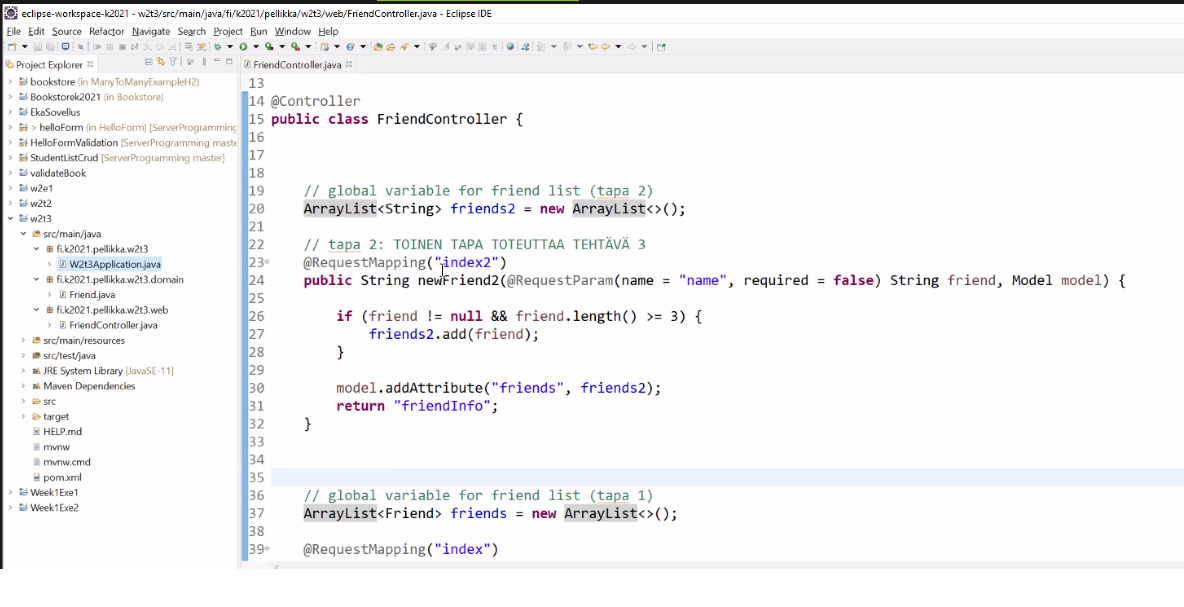 eclipse-workspace-k2021 - w2t3/src/main/java/fi/k2021/pellikka/w2t3/web/FriendController.java - Eclipse IDE
File Edit Source Refactor Navigate Search Project Run Window Help
Project Explorer
bookstore (in ManyToManyExampleH2)
Bookstorek2021 (in Bookstore)
EkaSovellus
> helloForm (in HelloForm) [ServerProgramming
HelloFormValidation [ServerProgramming maste
StudentListCrud [ServerProgramming master]
validateBook
w2e1
w2t2
w2t3
src/main/java
fi.k2021.pellikka.w2t3
W2t3Application.java
fi.k2021.pellikka.w2t3.domain
Friend.java
fi.k2021.pellikka.w2t3.web
FriendController.java
src/main/resources
src/test/java
JRE System Library [JavaSE-11]
Maven Dependencies
src
target
HELP.md
mvnw
mvnw.cmd
pom.xml
Week1Exe1
Week1Exe2
FriendController.java
13
14 @Controller
15 public class FriendController {
16
17
18
19 // global variable for friend list (tapa 2)
20 ArrayList<String> friends2 = new ArrayList<>();
21
22 // tapa 2: TOINEN TAPA TOTEUTTAA TEHTÄVÄ 3
23 @RequestMapping("index2")
24 public String newFriend2(@RequestParam(name = "name", required = false) String friend, Model model) {
25
26 if (friend != null && friend.length() >= 3) {
27 friends2.add(friend);
28 }
29
30 model.addAttribute("friends", friends2);
31 return "friendInfo";
32 }
33
34
35
36 // global variable for friend list (tapa 1)
37 ArrayList<Friend> friends = new ArrayList<>();
38
39 @RequestMapping("index")